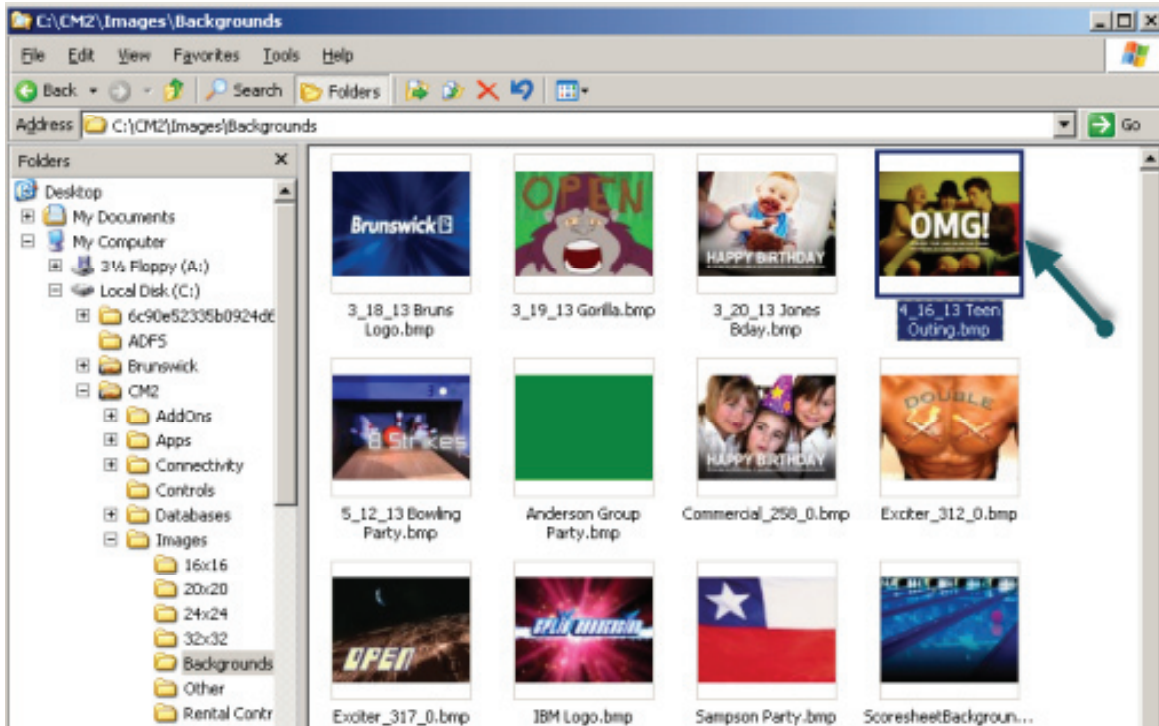 C:\CM2\Images\Backgrounds
File Edit View Favorites Tools Help
Back Search Folders
Address C:\CM2\Images\Backgrounds Go
Folders
Desktop
My Documents
My Computer
3½ Floppy (A:)
Local Disk (C:)
6c90e52335b0924d6
ADFS
Brunswick
CM2
AddOns
Apps
Connectivity
Controls
Databases
Images
16x16
20x20
24x24
32x32
Backgrounds
Other
Rental Contr
Brunswick
OPEN
HAPPY BIRTHDAY
OMG!
3_18_13 Bruns
Logo.bmp
3_19_13 Gorilla.bmp
3_20_13 Jones
Bday.bmp
4_16_13 Teen
Outing.bmp
8 Strikes
HAPPY BIRTHDAY
DOUBLE
5_12_13 Bowling
Party.bmp
Anderson Group
Party.bmp
Commercial_258_0.bmp
Exciter_312_0.bmp
OPEN
SPLIT
Exciter_317_0.bmp
IBM Logo.bmp
Sampson Party.bmp
ScoresheetBackgroun...